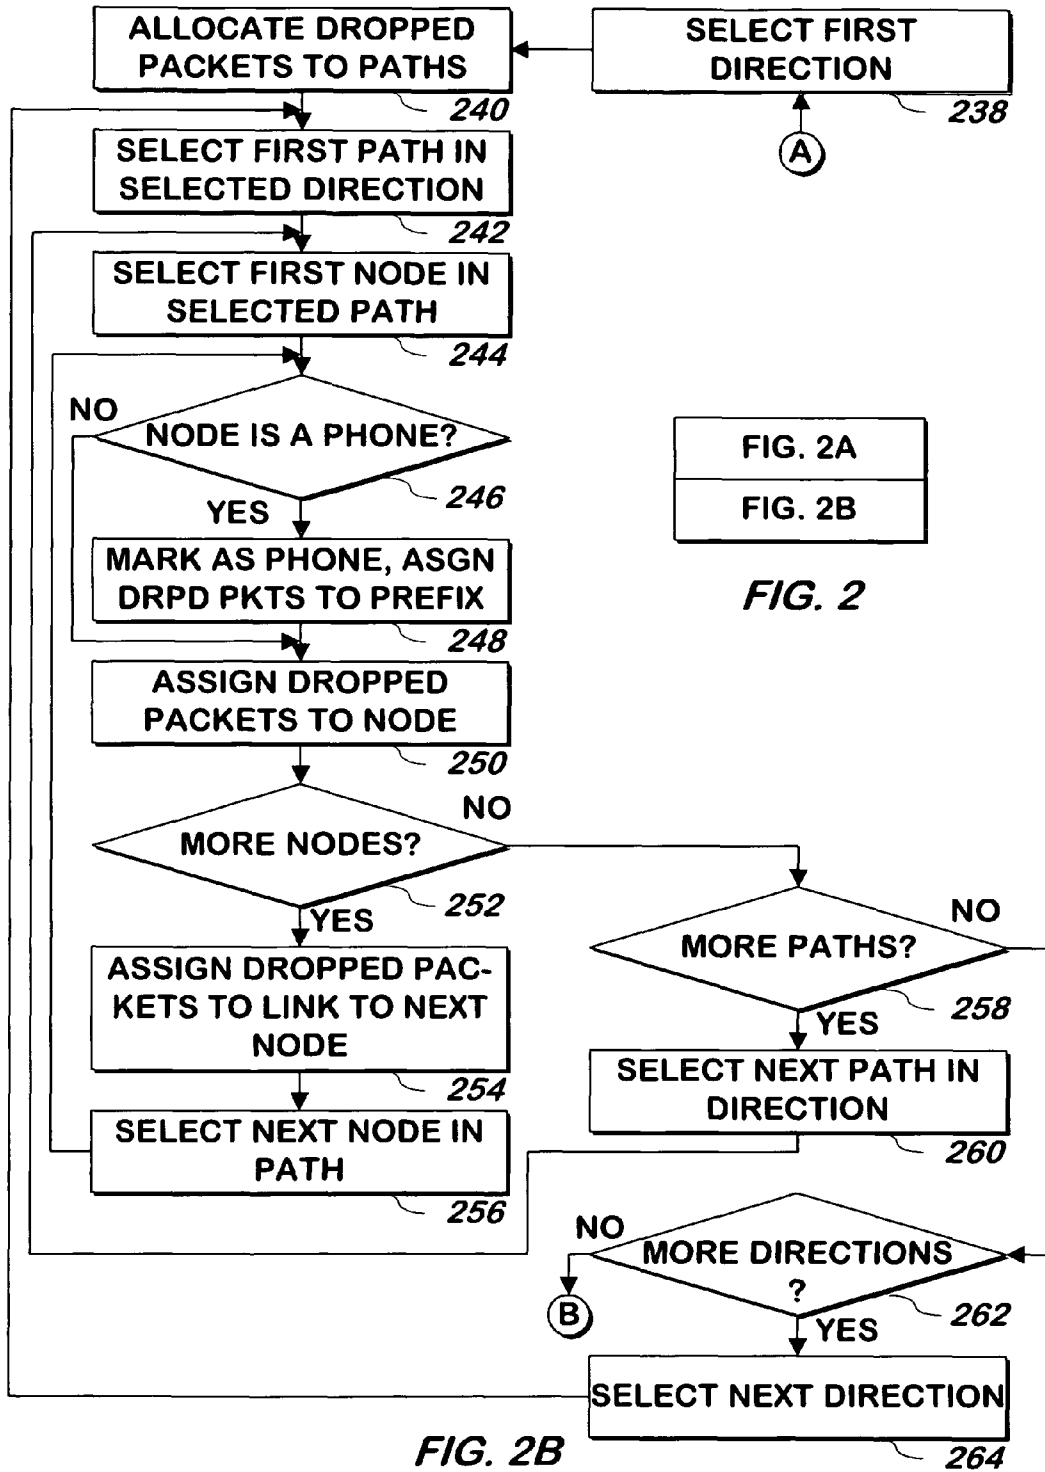 ALLOCATE DROPPED
PACKETS TO PATHS
240
SELECT FIRST
DIRECTION
238
A
SELECT FIRST PATH IN
SELECTED DIRECTION
242
SELECT FIRST NODE IN
SELECTED PATH
244
NO
NODE IS A PHONE?
246
YES
MARK AS PHONE, ASGN
DRPD PKTS TO PREFIX
248
FIG. 2A
FIG. 2B
FIG. 2
ASSIGN DROPPED
PACKETS TO NODE
250
NO
MORE NODES?
252
YES
ASSIGN DROPPED PAC-
KETS TO LINK TO NEXT
NODE
254
SELECT NEXT NODE IN
PATH
256
NO
MORE PATHS?
258
YES
SELECT NEXT PATH IN
DIRECTION
260
NO
MORE DIRECTIONS
?
262
B
YES
SELECT NEXT DIRECTION
264
FIG. 2B